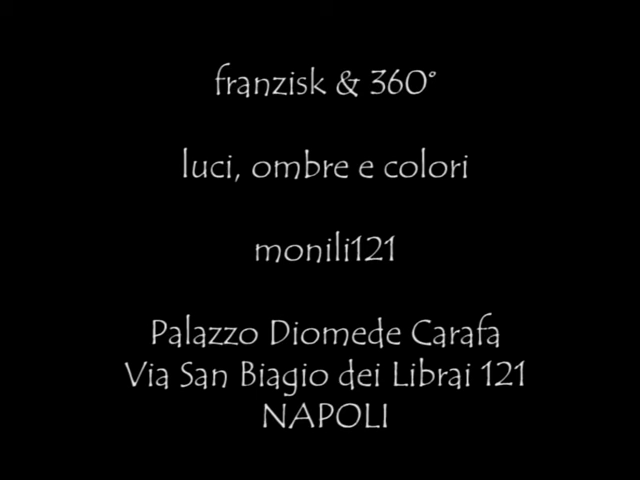 franzisk & 360°
luci, ombre e colori
monili121
Palazzo Diomede Carafa
Via San Biagio dei Librai 121
NAPOLI